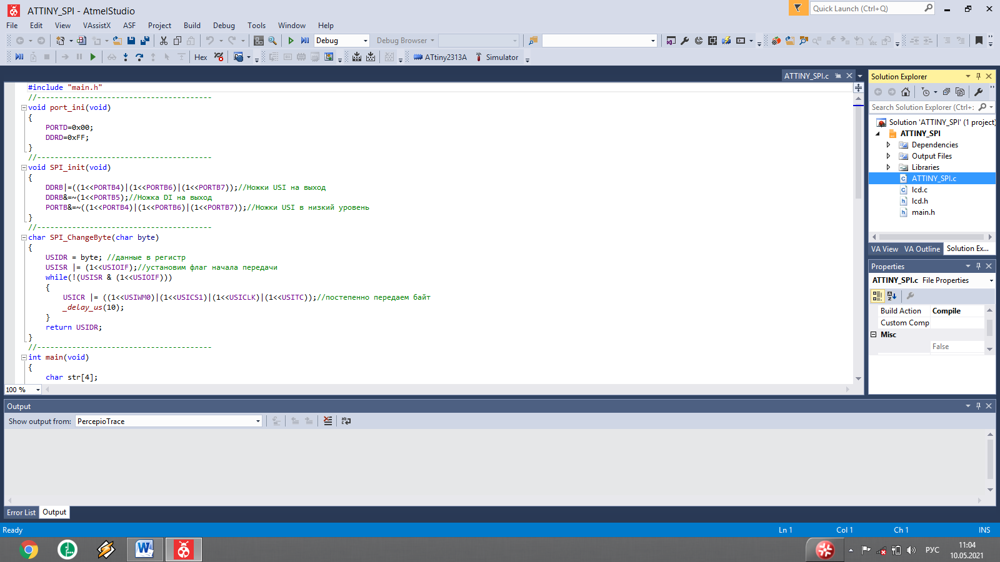 ATTINY_SPI - AtmelStudio
Quick Launch (Ctrl+Q)
File Edit View VAssistX ASF Project Build Debug Tools Window Help
Debug Debug Browser
Hex ATtiny2313A Simulator
ATTINY_SPI.c
#include "main.h"
//----------------------------------------
void port_ini(void)
{
PORTD=0x00;
DDRD=0xFF;
}
//----------------------------------------
void SPI_init(void)
{
DDRB|=((1<<PORTB4)|(1<<PORTB6)|(1<<PORTB7));//Ножки USI на выход
DDRB&=~(1<<PORTB5);//Ножка DI на выход
PORTB&=~((1<<PORTB4)|(1<<PORTB6)|(1<<PORTB7));//Ножки USI в низкий уровень
}
//----------------------------------------
char SPI_ChangeByte(char byte)
{
USIDR = byte; //данные в регистр
USISR |= (1<<USIOIF);//установим флаг начала передачи
while(!(USISR & (1<<USIOIF)))
{
USICR |= ((1<<USIWM0)|(1<<USICS1)|(1<<USICLK)|(1<<USITC));//постепенно передаем байт
_delay_us(10);
}
return USIDR;
}
//----------------------------------------
int main(void)
{
char str[4];
100 %
Solution Explorer
Search Solution Explorer (Ctrl+;
Solution 'ATTINY_SPI' (1 project)
ATTINY_SPI
Dependencies
Output Files
Libraries
ATTINY_SPI.c
lcd.c
lcd.h
main.h
VA View VA Outline Solution Ex...
Properties
ATTINY_SPI.c File Properties
Build Action Compile
Custom Comp
Misc
False
Output
Show output from: PercepioTrace
Error List Output
Ready Ln 1 Col 1 Ch 1 INS
РУС
11:04
10.05.2021